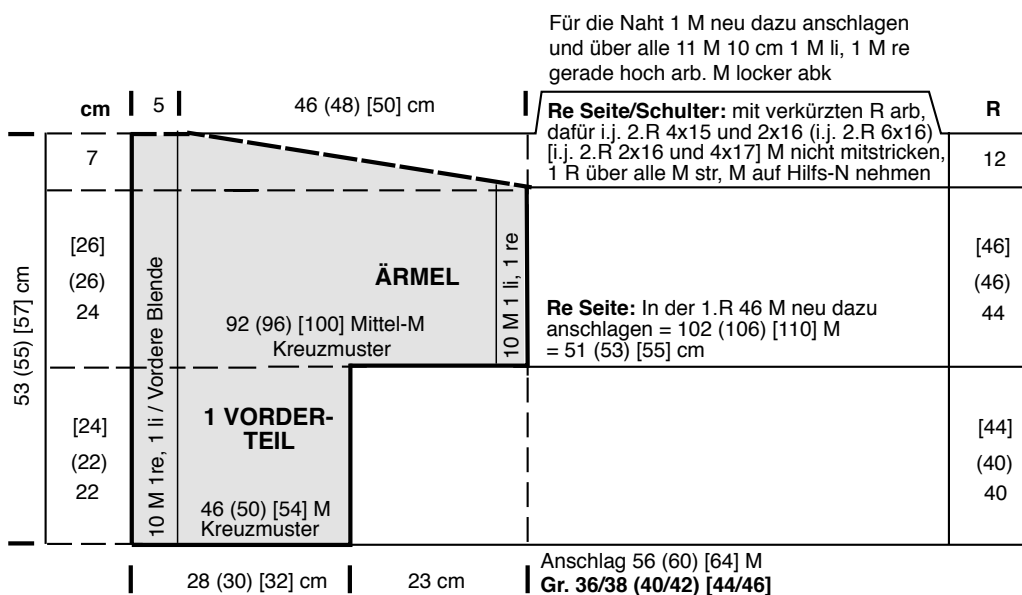 Für die Naht 1 M neu dazu anschlagen
und über alle 11 M 10 cm 1 M li, 1 M re
gerade hoch arb. M locker abk
cm
5
46 (48) [50] cm
R
Re Seite/Schulter: mit verkürzten R arb,
dafür i.j. 2.R 4x15 und 2x16 (i.j. 2.R 6x16)
[i.j. 2.R 2x16 und 4x17] M nicht mitstricken,
1 R über alle M str, M auf Hilfs-N nehmen
7
12
53 (55) [57] cm
[26]
(26)
24
10 M 1re, 1 li / Vordere Blende
ÄRMEL
92 (96) [100] Mittel-M
Kreuzmuster
10 M 1 li, 1 re
Re Seite: In der 1.R 46 M neu dazu
anschlagen = 102 (106) [110] M
= 51 (53) [55] cm
[46]
(46)
44
[24]
(22)
22
1 VORDER-
TEIL
46 (50) [54] M
Kreuzmuster
[44]
(40)
40
28 (30) [32] cm
23 cm
Anschlag 56 (60) [64] M
Gr. 36/38 (40/42) [44/46]